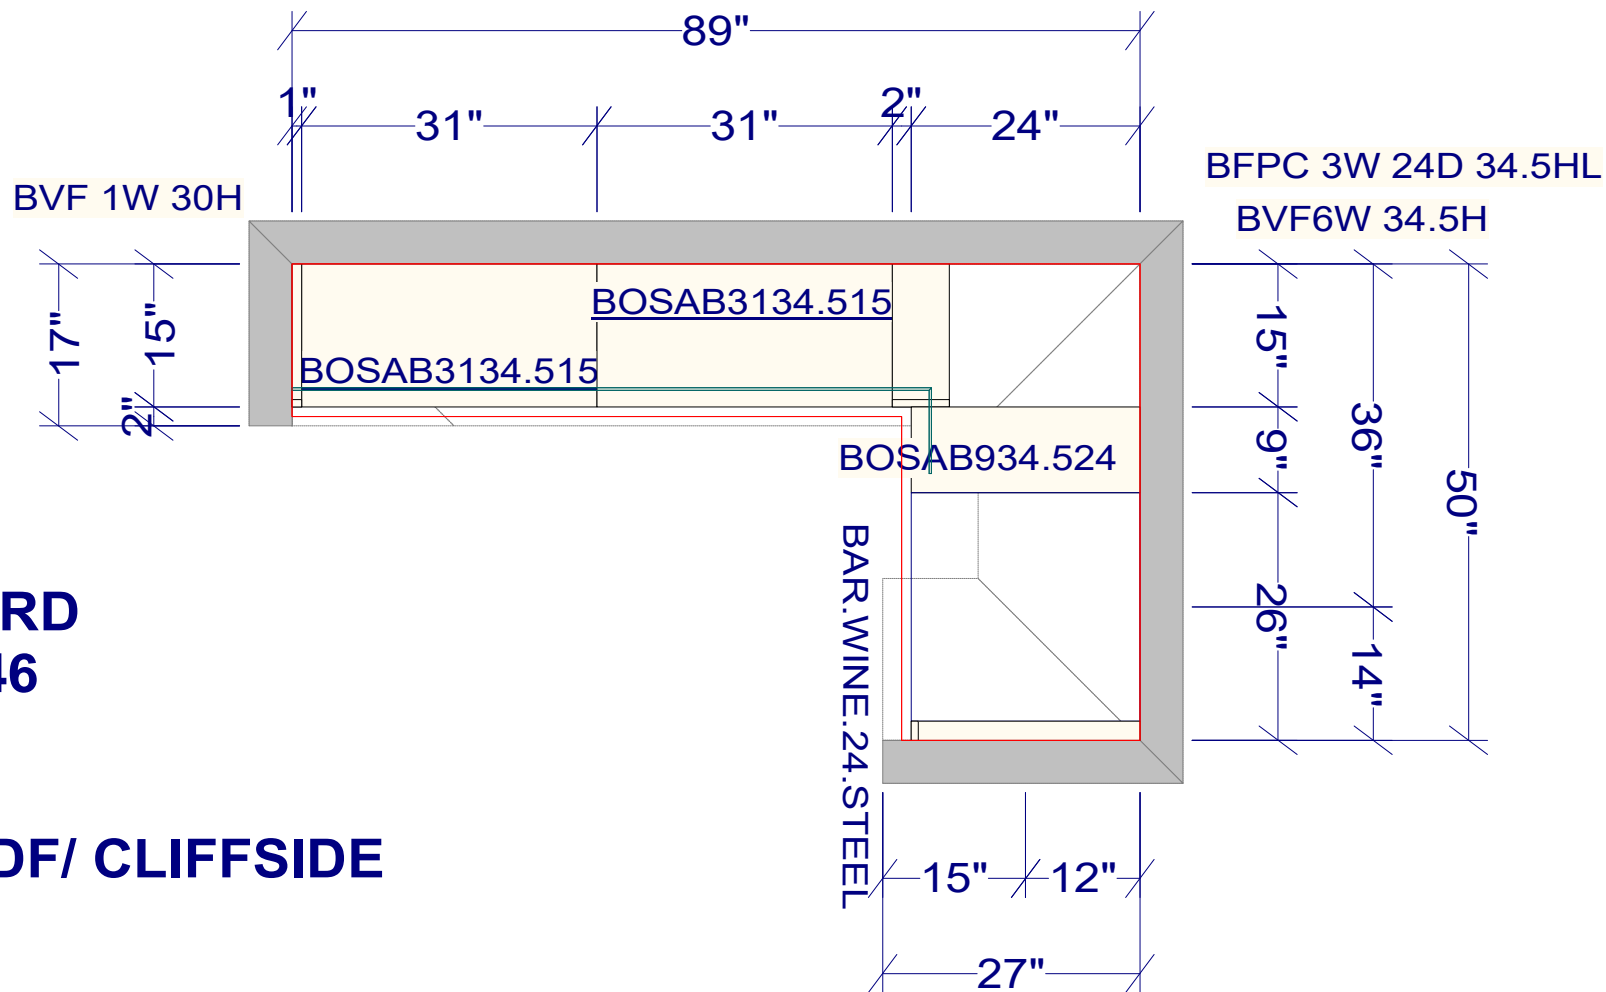 89"
1"
31"
31"
2"
24"
BFPC 3W 24D 34.5HL
BVF 1W 30H
BVF6W 34.5H
17"
15"
2"
BOSAB3134.515
BOSAB3134.515
BOSAB934.524
15"
9"
26"
36"
14"
50"
BAR.WINE.24.STEEL
RD
46
DF/ CLIFFSIDE
15"
12"
27"